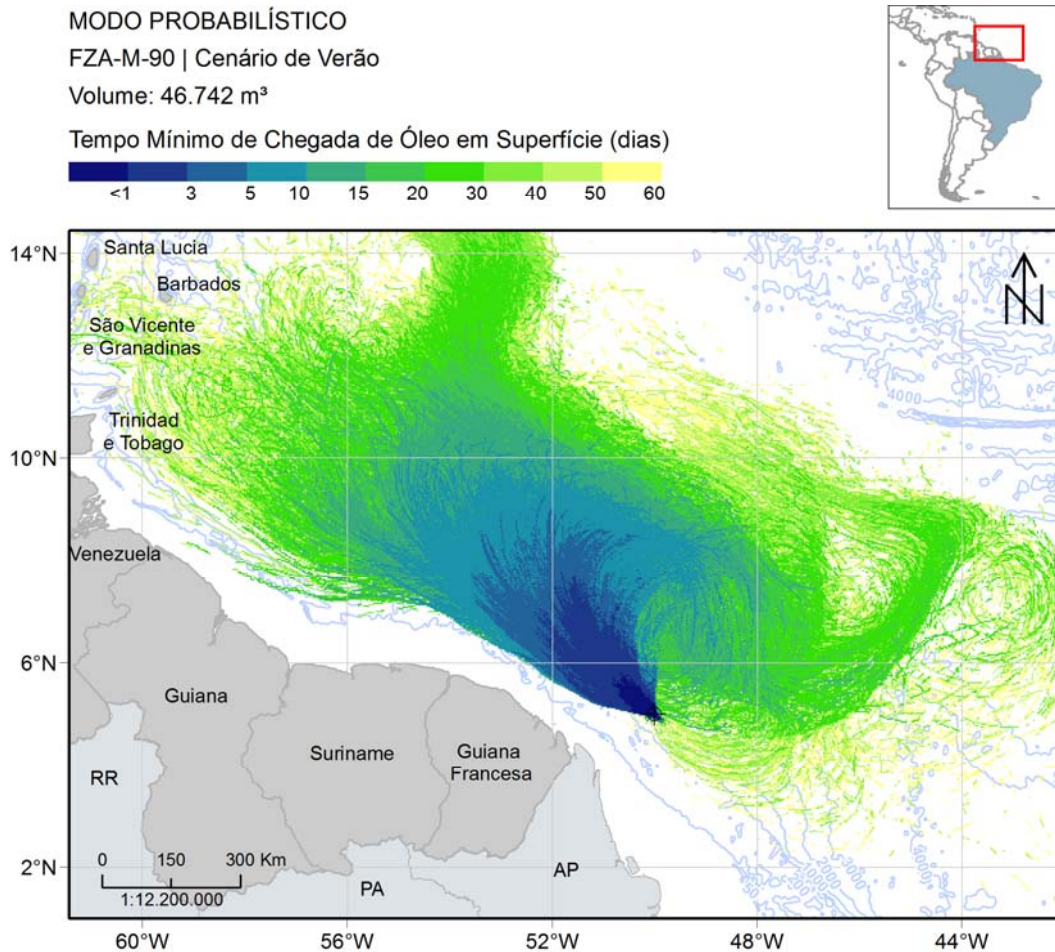 MODO PROBABILÍSTICO
FZA-M-90 | Cenário de Verão
Volume: 46.742 m³
Tempo Mínimo de Chegada de Óleo em Superfície (dias)
<1 3 5 10 15 20 30 40 50 60
14°N
Santa Lucia
Barbados
São Vicente
e Granadinas
N
4000
Trinidad
e Tobago
10°N
Venezuela
6°N
Guiana
Suriname
Guiana
Francesa
RR
0 150 300 Km
2°N
1:12.200.000
PA
AP
60°W 56°W 52°W 48°W 44°W